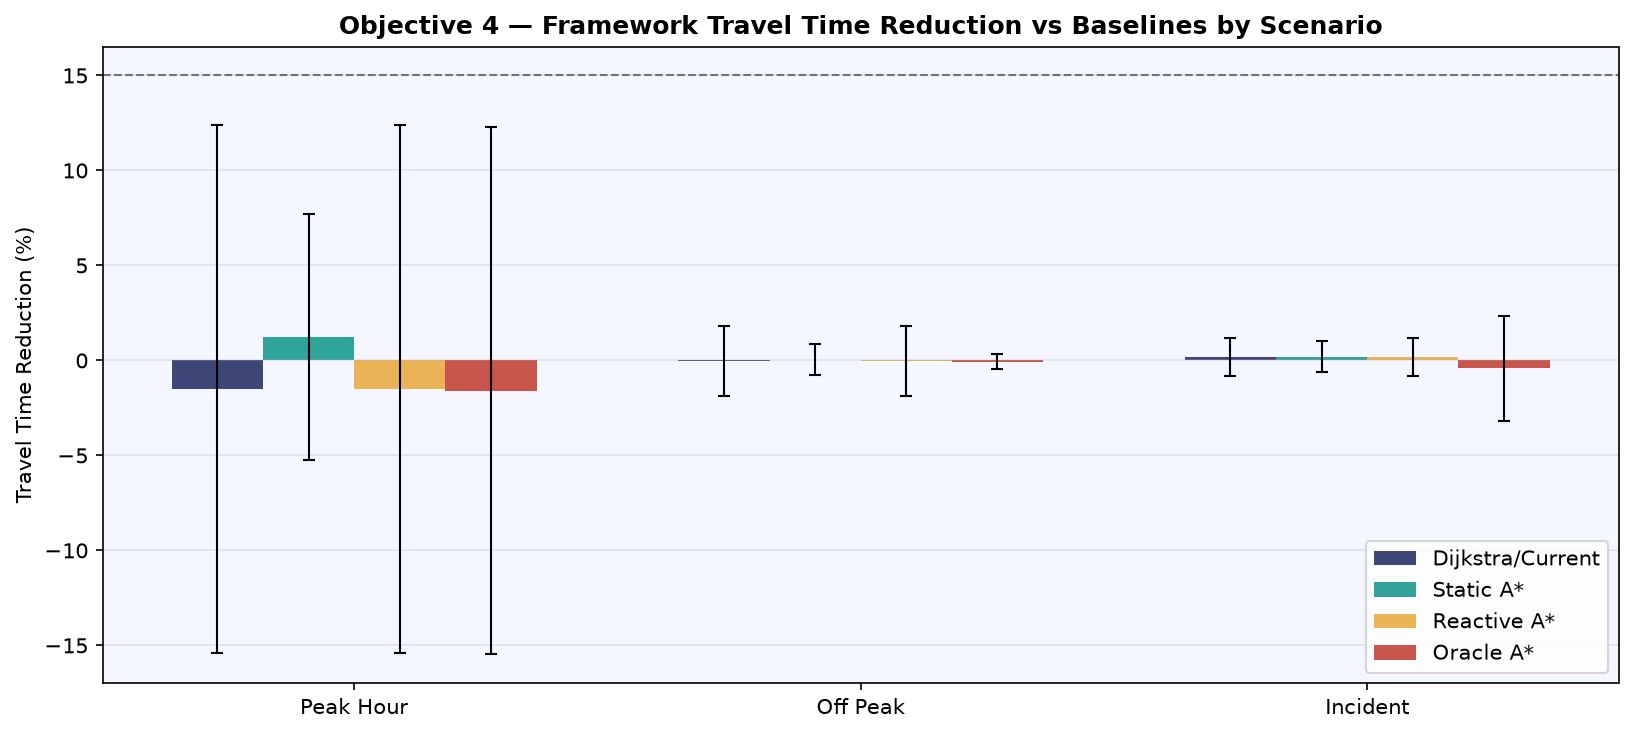 Objective 4 — Framework Travel Time Reduction vs Baselines by Scenario
Travel Time Reduction (%)
15
10
5
0
−5
−10
−15
Peak Hour
Off Peak
Incident
Dijkstra/Current
Static A*
Reactive A*
Oracle A*